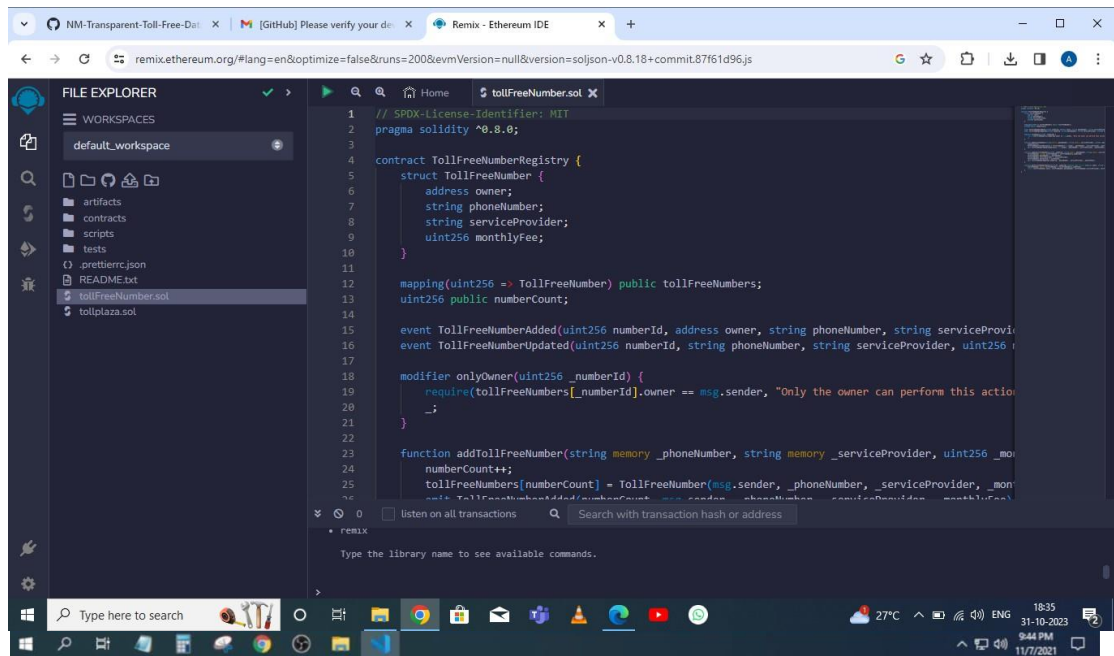 NM-Transparent-Toll-Free-Dat
[GitHub] Please verify your de
Remix - Ethereum IDE
remix.ethereum.org/#lang=en&optimize=false&runs=200&evmVersion=null&version=soljson-v0.8.18+commit.87f61d96.js
A
FILE EXPLORER
WORKSPACES
default_workspace
artifacts
contracts
scripts
tests
.prettierrc.json
README.txt
tollFreeNumber.sol
tollplaza.sol
Home
tollFreeNumber.sol
1 // SPDX-License-Identifier: MIT
2 pragma solidity ^0.8.0;
3
4 contract TollFreeNumberRegistry {
5 struct TollFreeNumber {
6 address owner;
7 string phoneNumber;
8 string serviceProvider;
9 uint256 monthlyFee;
10 }
11
12 mapping(uint256 => TollFreeNumber) public tollFreeNumbers;
13 uint256 public numberCount;
14
15 event TollFreeNumberAdded(uint256 numberId, address owner, string phoneNumber, string serviceProvi
16 event TollFreeNumberUpdated(uint256 numberId, string phoneNumber, string serviceProvider, uint256
17
18 modifier onlyOwner(uint256 _numberId) {
19 require(tollFreeNumbers[_numberId].owner == msg.sender, "Only the owner can perform this actio
20 _;
21 }
22
23 function addTollFreeNumber(string memory _phoneNumber, string memory _serviceProvider, uint256 _mo
24 numberCount++;
25 tollFreeNumbers[numberCount] = TollFreeNumber(msg.sender, _phoneNumber, _serviceProvider, _mon
26 emit TollFreeNumberAdded(numberCount, msg.sender, _phoneNumber, _serviceProvider, _monthlyFee)
0 listen on all transactions Search with transaction hash or address
remix
Type the library name to see available commands.
>
Type here to search
27°C ENG 18:35
31-10-2023
2
9:44 PM
11/7/2021